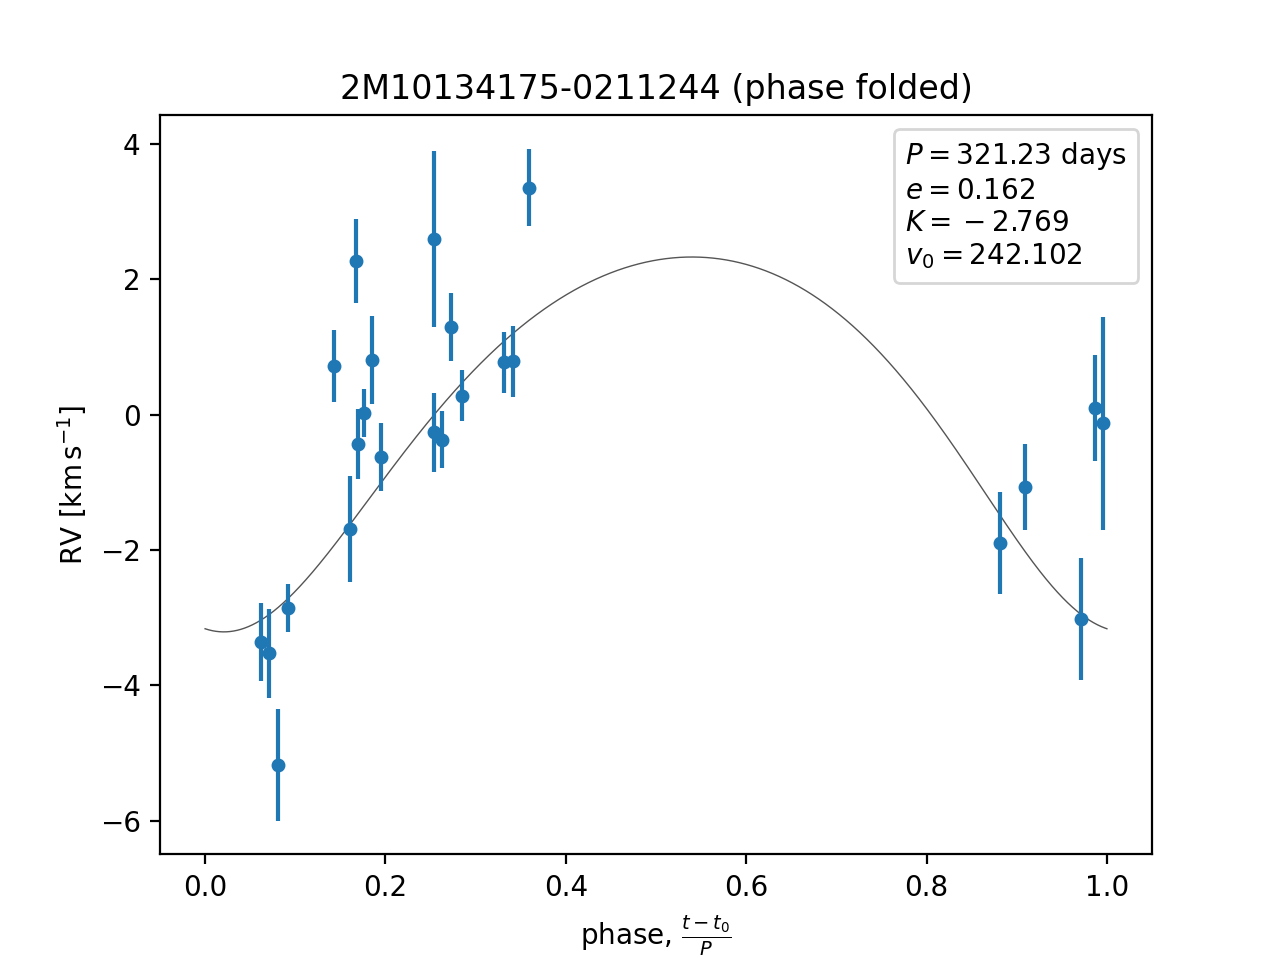 2M10134175-0211244 (phase folded)
P = 321.23 days
e = 0.162
K = −2.769
v₀ = 242.102
RV [km s⁻¹]
4
2
0
−2
−4
−6
0.0 0.2 0.4 0.6 0.8 1.0
phase, (t − t₀)/P